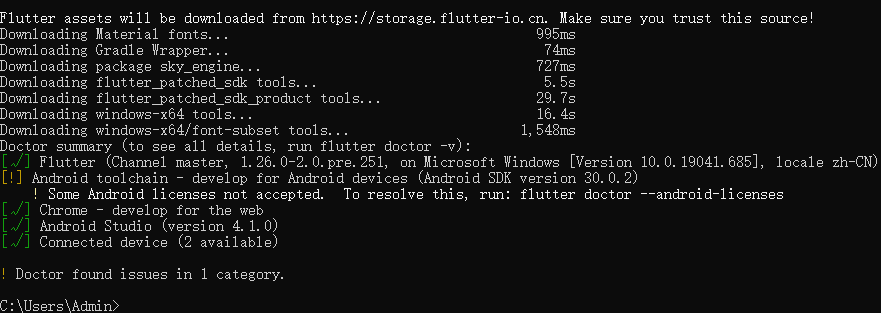 Flutter assets will be downloaded from https://storage.flutter-io.cn. Make sure you trust this source!
Downloading Material fonts... 995ms
Downloading Gradle Wrapper... 74ms
Downloading package sky_engine... 727ms
Downloading flutter_patched_sdk tools... 5.5s
Downloading flutter_patched_sdk_product tools... 29.7s
Downloading windows-x64 tools... 16.4s
Downloading windows-x64/font-subset tools... 1,548ms
Doctor summary (to see all details, run flutter doctor -v):
[√] Flutter (Channel master, 1.26.0-2.0.pre.251, on Microsoft Windows [Version 10.0.19041.685], locale zh-CN)
[!] Android toolchain - develop for Android devices (Android SDK version 30.0.2)
! Some Android licenses not accepted.  To resolve this, run: flutter doctor --android-licenses
[√] Chrome - develop for the web
[√] Android Studio (version 4.1.0)
[√] Connected device (2 available)
! Doctor found issues in 1 category.
C:\Users\Admin>